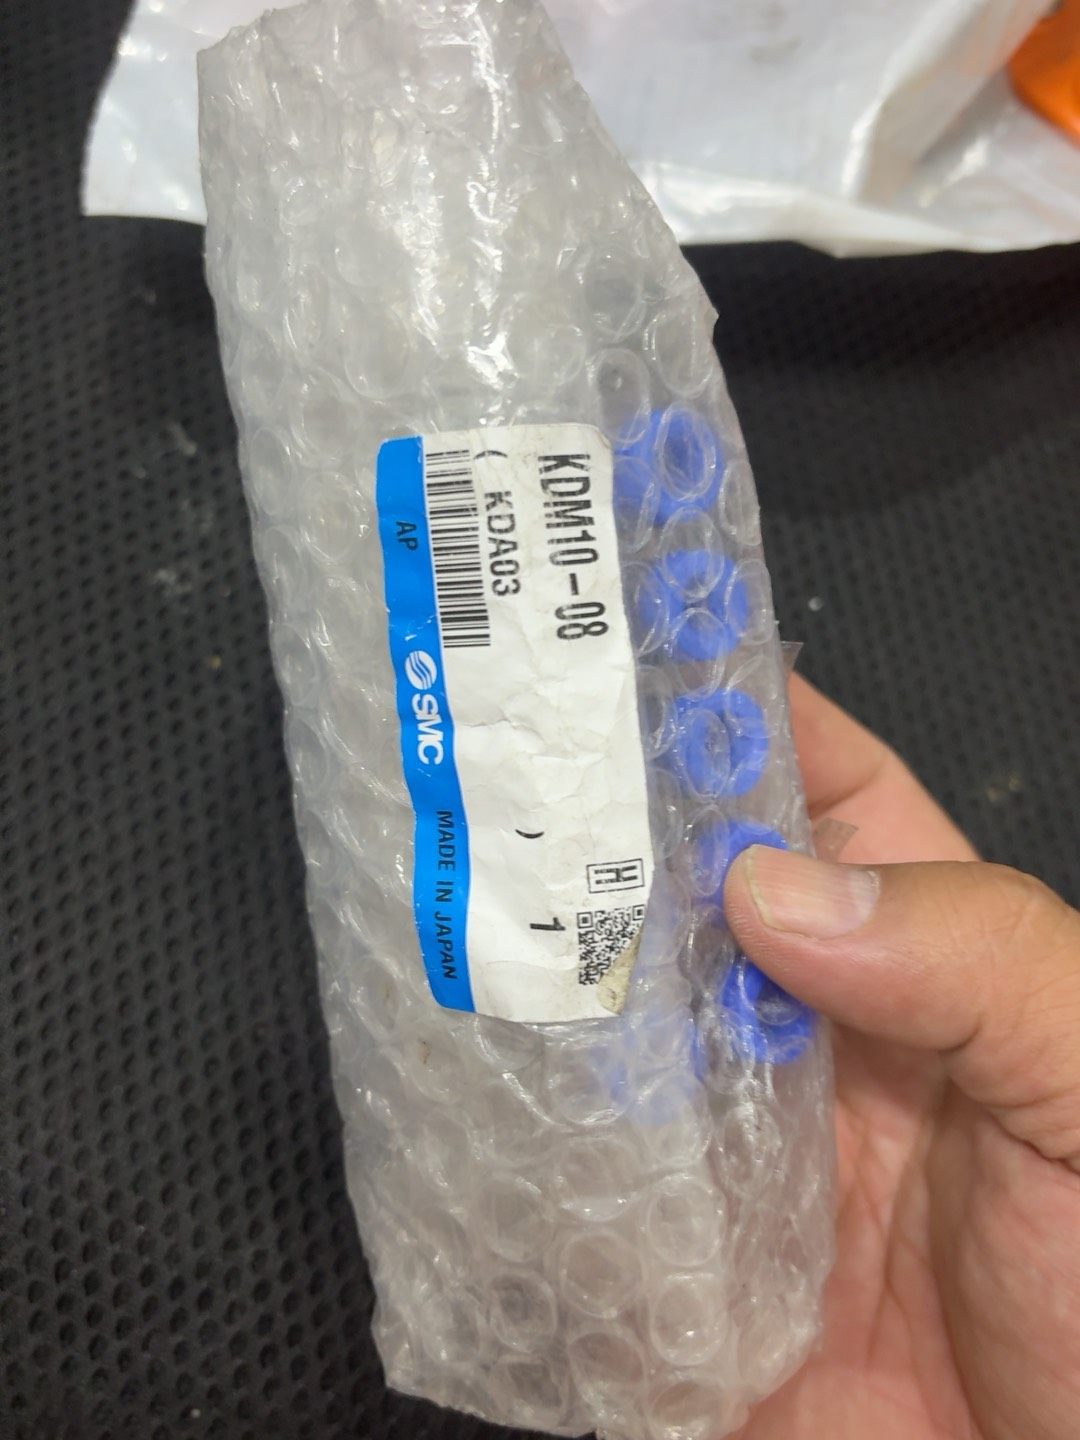 KDM10-08
( KDA03 )
H
1
AP
SMC
MADE IN JAPAN